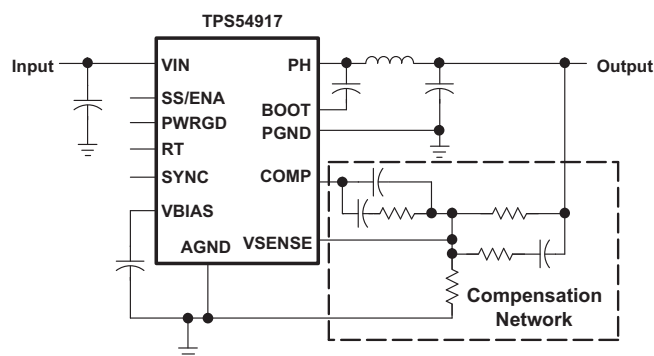 TPS54917
Input
VIN
PH
Output
SS/ENA
BOOT
PWRGD
PGND
RT
SYNC
COMP
VBIAS
VSENSE
AGND
Compensation
Network